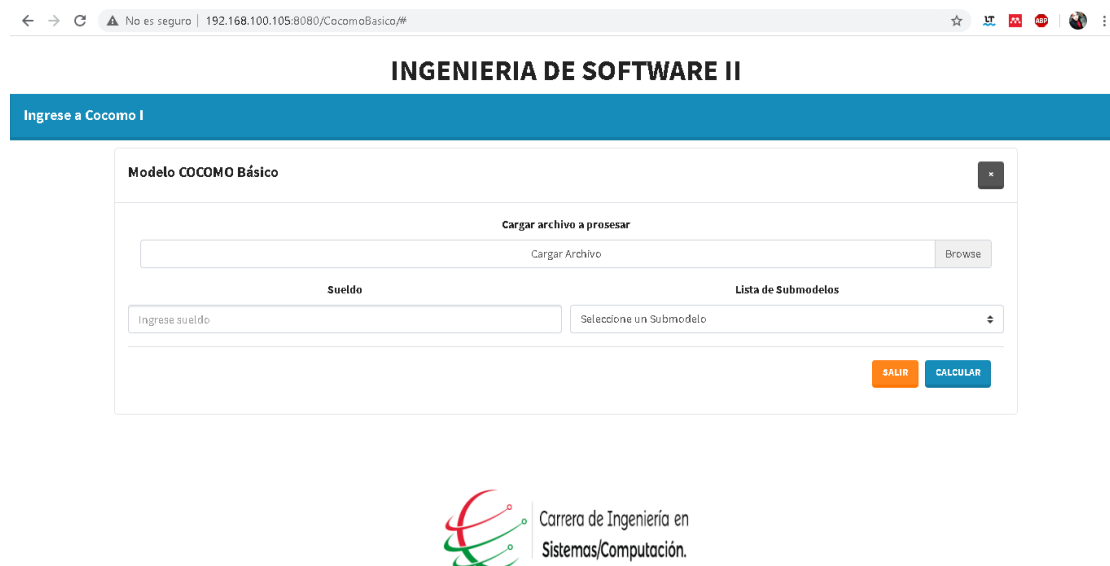 No es seguro | 192.168.100.105:8080/CocomoBasico/#
INGENIERIA DE SOFTWARE II
Ingrese a Cocomo I
Modelo COCOMO Básico
×
Cargar archivo a prosesar
Cargar Archivo Browse
Sueldo Lista de Submodelos
Ingrese sueldo Seleccione un Submodelo
SALIR CALCULAR
Carrera de Ingeniería en
Sistemas/Computación.